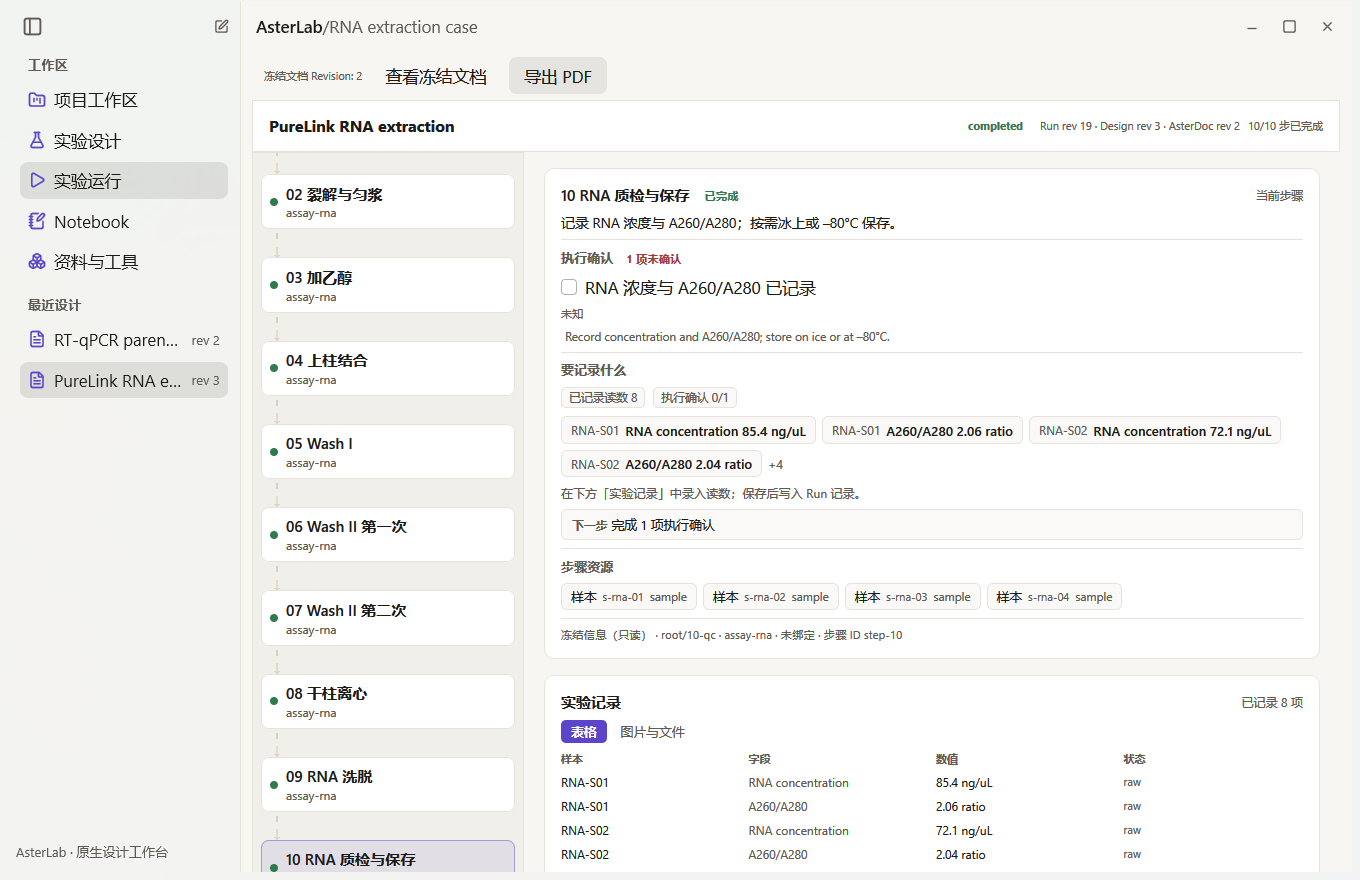 AsterLab/RNA extraction case
工作区
项目工作区
实验设计
实验运行
Notebook
资料与工具
最近设计
RT-qPCR paren... rev 2
PureLink RNA e... rev 3
AsterLab · 原生设计工作台
冻结文档 Revision: 2 查看冻结文档 导出 PDF
PureLink RNA extraction
completed Run rev 19 · Design rev 3 · AsterDoc rev 2 10/10 步已完成
02 裂解与匀浆
assay-rna
03 加乙醇
assay-rna
04 上柱结合
assay-rna
05 Wash I
assay-rna
06 Wash II 第一次
assay-rna
07 Wash II 第二次
assay-rna
08 干柱离心
assay-rna
09 RNA 洗脱
assay-rna
10 RNA 质检与保存
10 RNA 质检与保存 已完成 当前步骤
记录 RNA 浓度与 A260/A280；按需冰上或 –80°C 保存。
执行确认 1 项未确认
RNA 浓度与 A260/A280 已记录
未知
Record concentration and A260/A280; store on ice or at –80°C.
要记录什么
已记录读数 8 执行确认 0/1
RNA-S01 RNA concentration 85.4 ng/uL RNA-S01 A260/A280 2.06 ratio RNA-S02 RNA concentration 72.1 ng/uL
RNA-S02 A260/A280 2.04 ratio +4
在下方「实验记录」中录入读数；保存后写入 Run 记录。
下一步 完成 1 项执行确认
步骤资源
样本 s-rna-01 sample 样本 s-rna-02 sample 样本 s-rna-03 sample 样本 s-rna-04 sample
冻结信息（只读） · root/10-qc · assay-rna · 未绑定 · 步骤 ID step-10
实验记录 已记录 8 项
表格 图片与文件
样本 字段 数值 状态
RNA-S01 RNA concentration 85.4 ng/uL raw
RNA-S01 A260/A280 2.06 ratio raw
RNA-S02 RNA concentration 72.1 ng/uL raw
RNA-S02 A260/A280 2.04 ratio raw